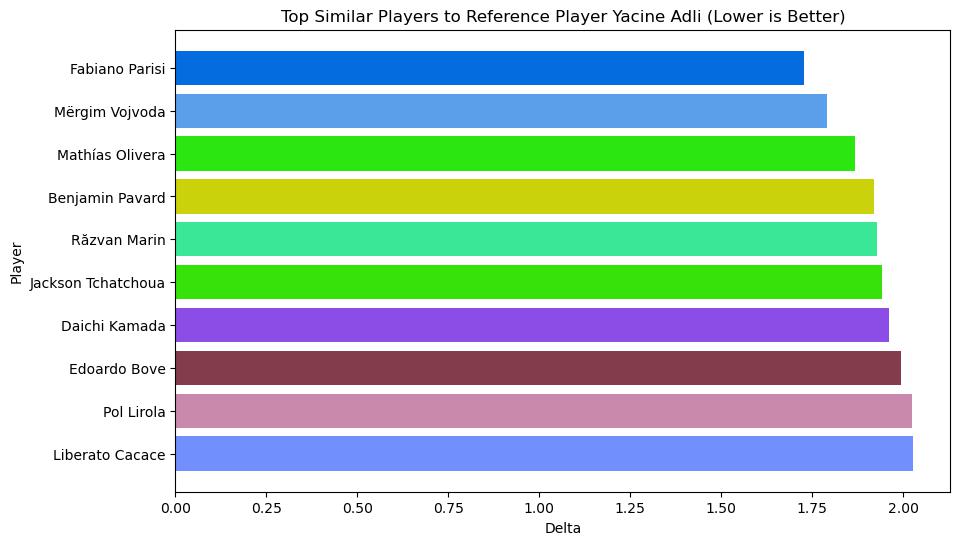 Top Similar Players to Reference Player Yacine Adli (Lower is Better)
Player
Fabiano Parisi
Mërgim Vojvoda
Mathías Olivera
Benjamin Pavard
Răzvan Marin
Jackson Tchatchoua
Daichi Kamada
Edoardo Bove
Pol Lirola
Liberato Cacace
0.00 0.25 0.50 0.75 1.00 1.25 1.50 1.75 2.00
Delta